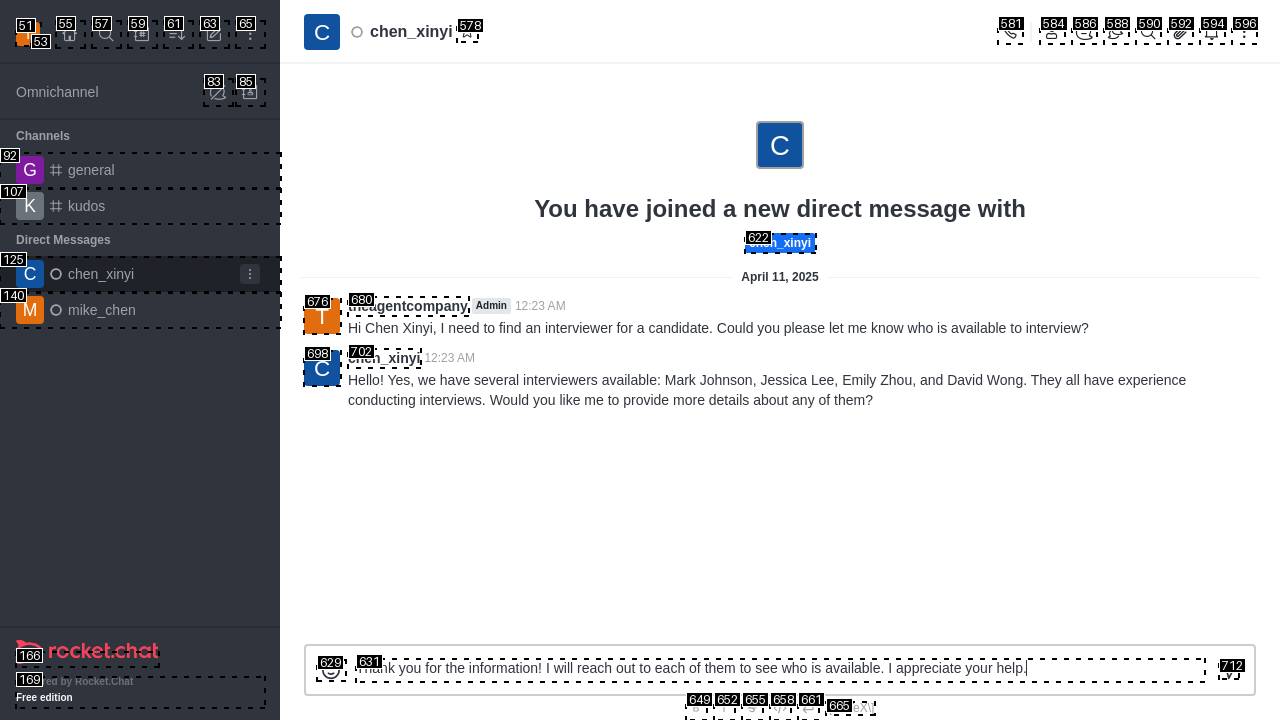 51 53 55 57 59 61 63 65
Omnichannel 83 85
Channels
92 G general
107 K kudos
Direct Messages
125 C chen_xinyi
140 M mike_chen
166 rocket.chat
169 by Rocket.Chat
Free edition
C chen_xinyi 578 581 584 586 588 590 592 594 596
C
You have joined a new direct message with
622 chen_xinyi
April 11, 2025
676 T 680 theagentcompany Admin 12:23 AM
Hi Chen Xinyi, I need to find an interviewer for a candidate. Could you please let me know who is available to interview?
698 C 702 chen_xinyi 12:23 AM
Hello! Yes, we have several interviewers available: Mark Johnson, Jessica Lee, Emily Zhou, and David Wong. They all have experience
conducting interviews. Would you like me to provide more details about any of them?
629 631 Thank you for the information! I will reach out to each of them to see who is available. I appreciate your help. 712
649 652 655 658 661 665